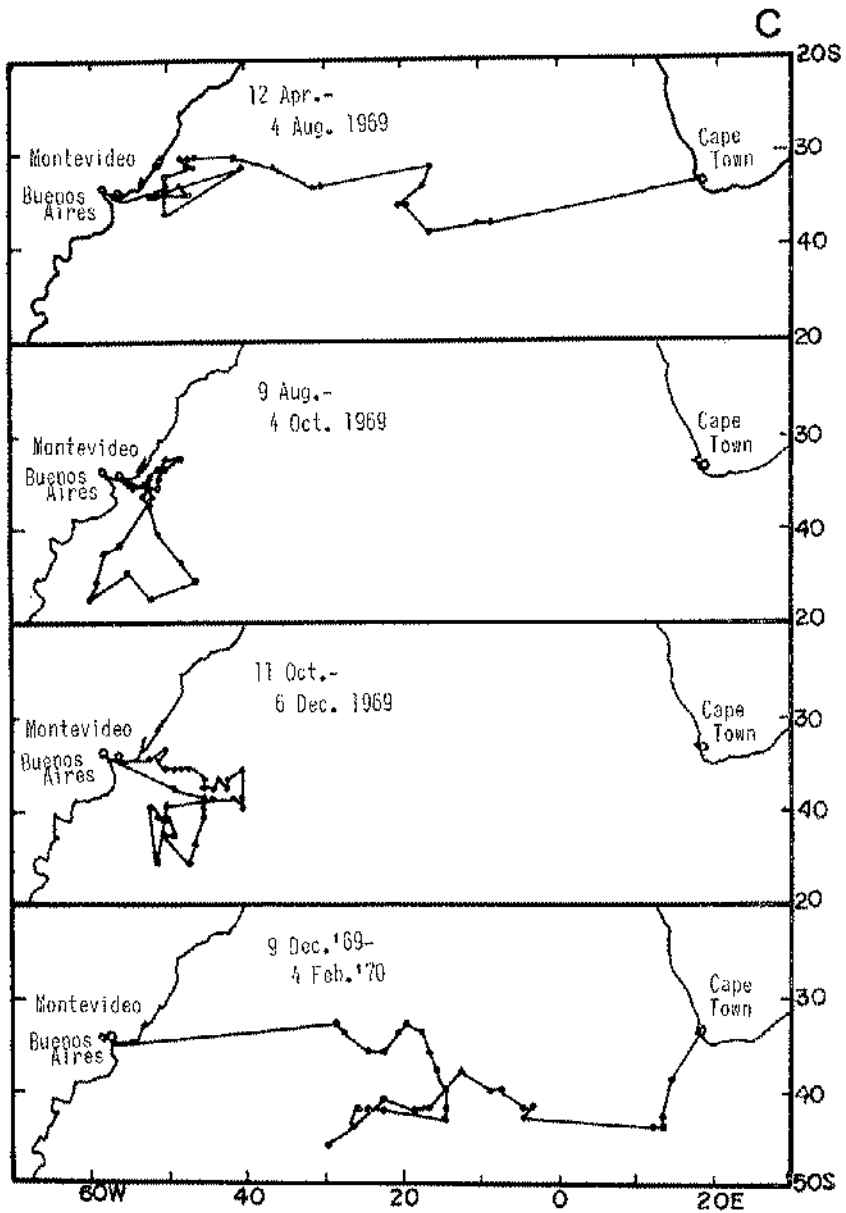 C
20S
12 Apr.-
4 Aug. 1969
Montevideo
Buenos
Aires
Cape
Town
30
40
20
9 Aug.-
4 Oct. 1969
Montevideo
Buenos
Aires
Cape
Town
30
40
20
11 Oct.-
6 Dec. 1969
Montevideo
Buenos
Aires
Cape
Town
30
40
20
9 Dec.'69-
4 Feb.'70
Montevideo
Buenos
Aires
Cape
Town
30
40
50S
60W
40
20
0
20E